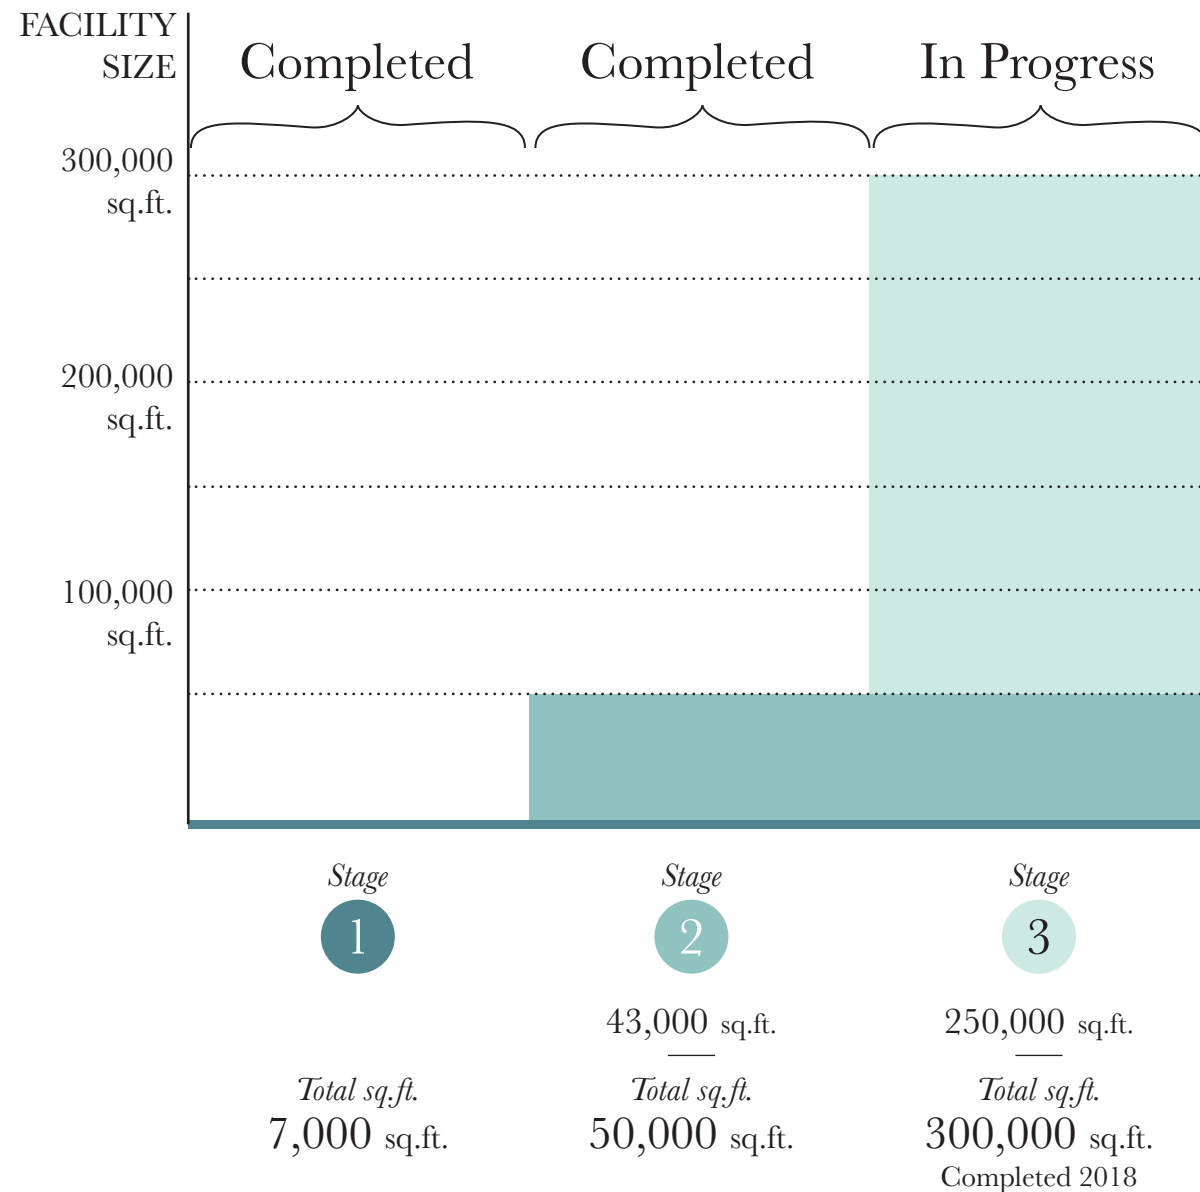 FACILITY
SIZE
Completed
Completed
In Progress
300,000
sq.ft.
200,000
sq.ft.
100,000
sq.ft.
Stage
1
Stage
2
Stage
3
43,000 sq.ft.
250,000 sq.ft.
Total sq.ft.
7,000 sq.ft.
Total sq.ft.
50,000 sq.ft.
Total sq.ft.
300,000 sq.ft.
Completed 2018